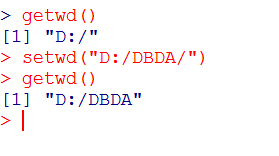 > getwd()
[1] "D:/"
> setwd("D:/DBDA/")
> getwd()
[1] "D:/DBDA"
>